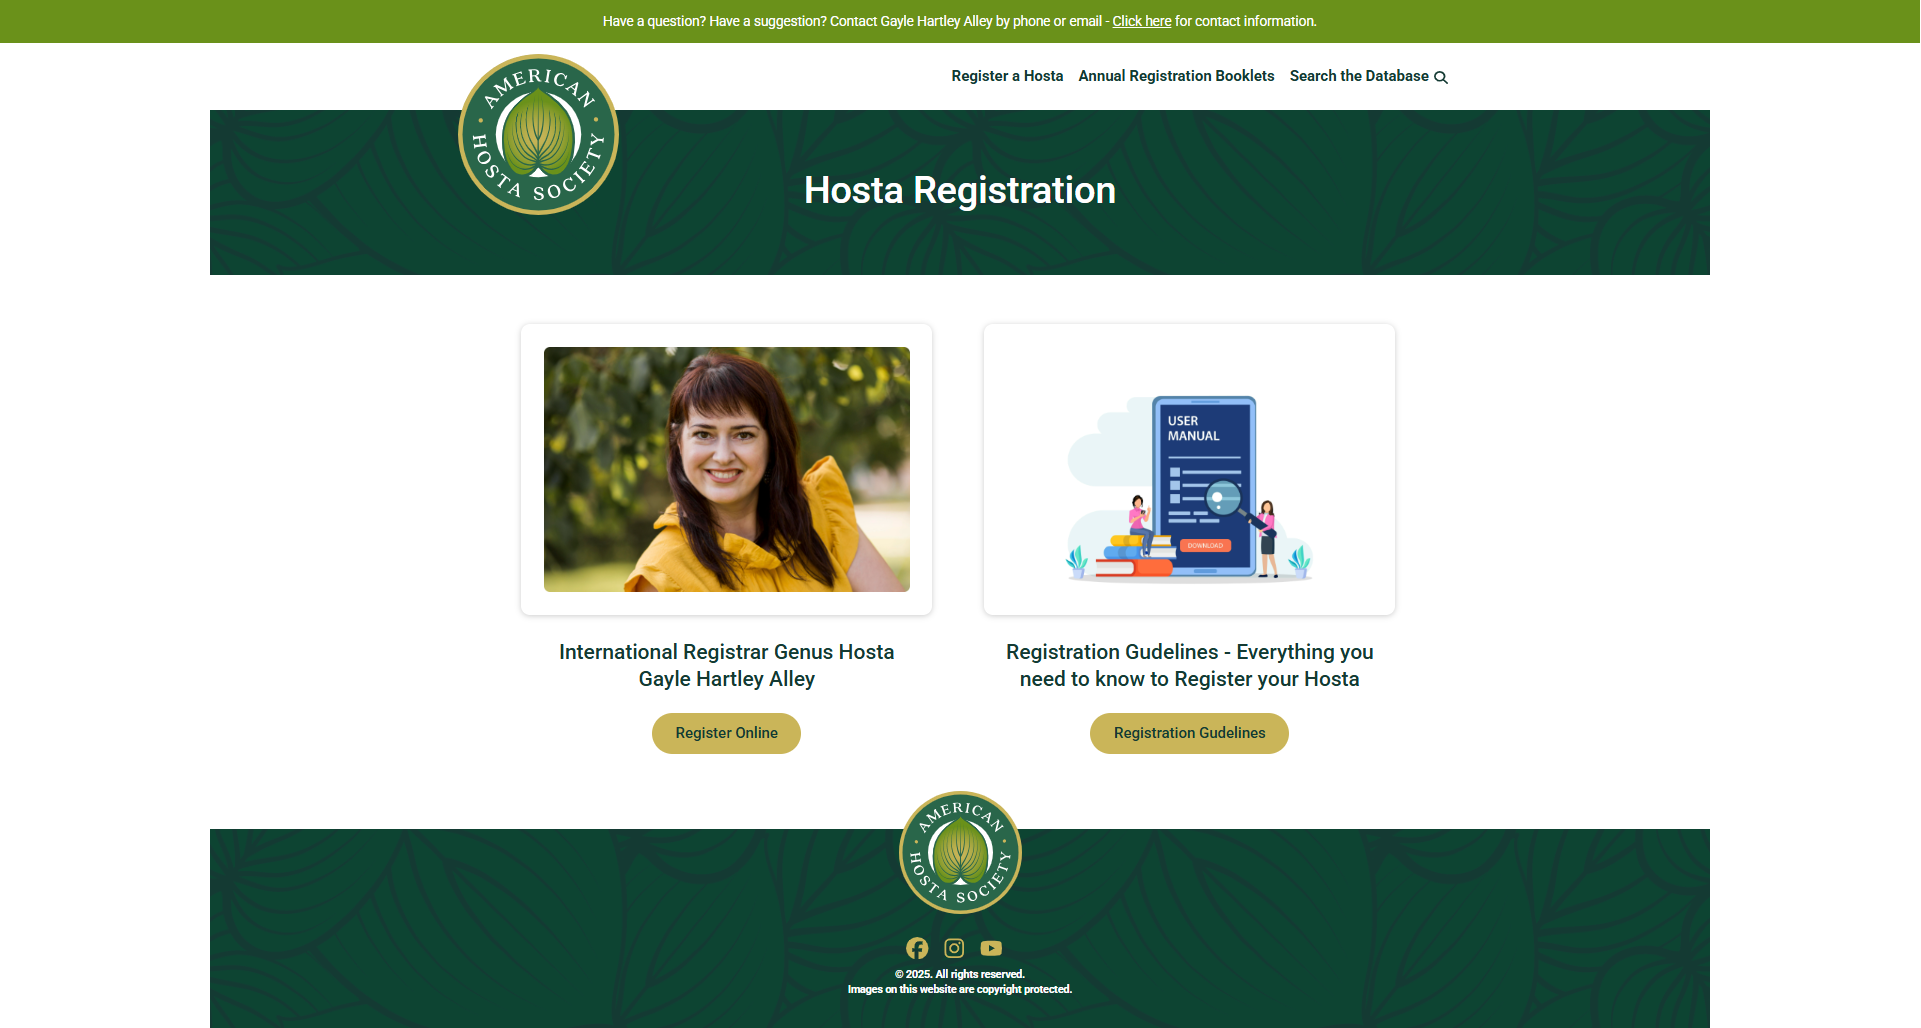 Have a question? Have a suggestion? Contact Gayle Hartley Alley by phone or email - Click here for contact information.
AMERICAN
HOSTA SOCIETY
Register a Hosta Annual Registration Booklets Search the Database
Hosta Registration
USER
MANUAL
DOWNLOAD
International Registrar Genus Hosta
Gayle Hartley Alley
Registration Gudelines - Everything you
need to know to Register your Hosta
Register Online
Registration Gudelines
AMERICAN
HOSTA SOCIETY
© 2025. All rights reserved.
Images on this website are copyright protected.